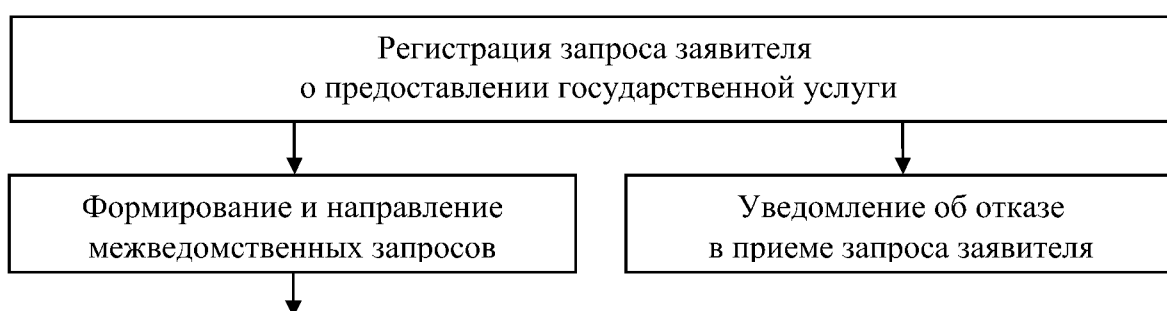 Регистрация запроса заявителя
о предоставлении государственной услуги
Формирование и направление
межведомственных запросов
Уведомление об отказе
в приеме запроса заявителя